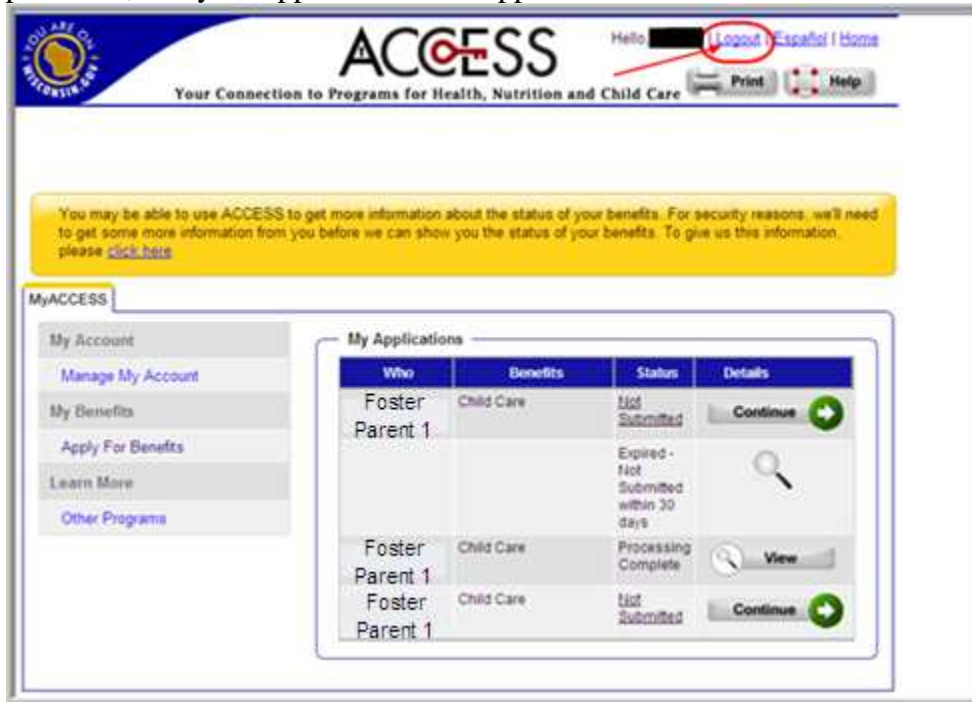 YOU ARE ON
WISCONSIN.GOV
ACCESS
Your Connection to Programs for Health, Nutrition and Child Care
Hello
| Logout | Español | Home
Print
Help
You may be able to use ACCESS to get more information about the status of your benefits. For security reasons, we'll need
to get some more information from you before we can show you the status of your benefits. To give us this information,
please click here.
MyACCESS
My Account
Manage My Account
My Benefits
Apply For Benefits
Learn More
Other Programs
My Applications
Who Benefits Status Details
Foster
Parent 1
Child Care
Not
Submitted
Continue
Expired -
Not
Submitted
within 30
days
Foster
Parent 1
Child Care
Processing
Complete
View
Foster
Parent 1
Child Care
Not
Submitted
Continue